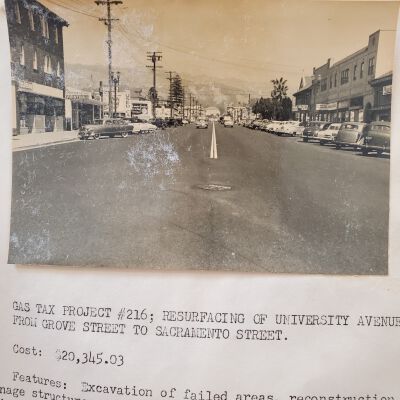 GAS TAX PROJECT #216; RESURFACING OF UNIVERSITY AVENUE
FROM GROVE STREET TO SACRAMENTO STREET.
Cost: $20,345.03
Features: Excavation of failed areas, reconstruction